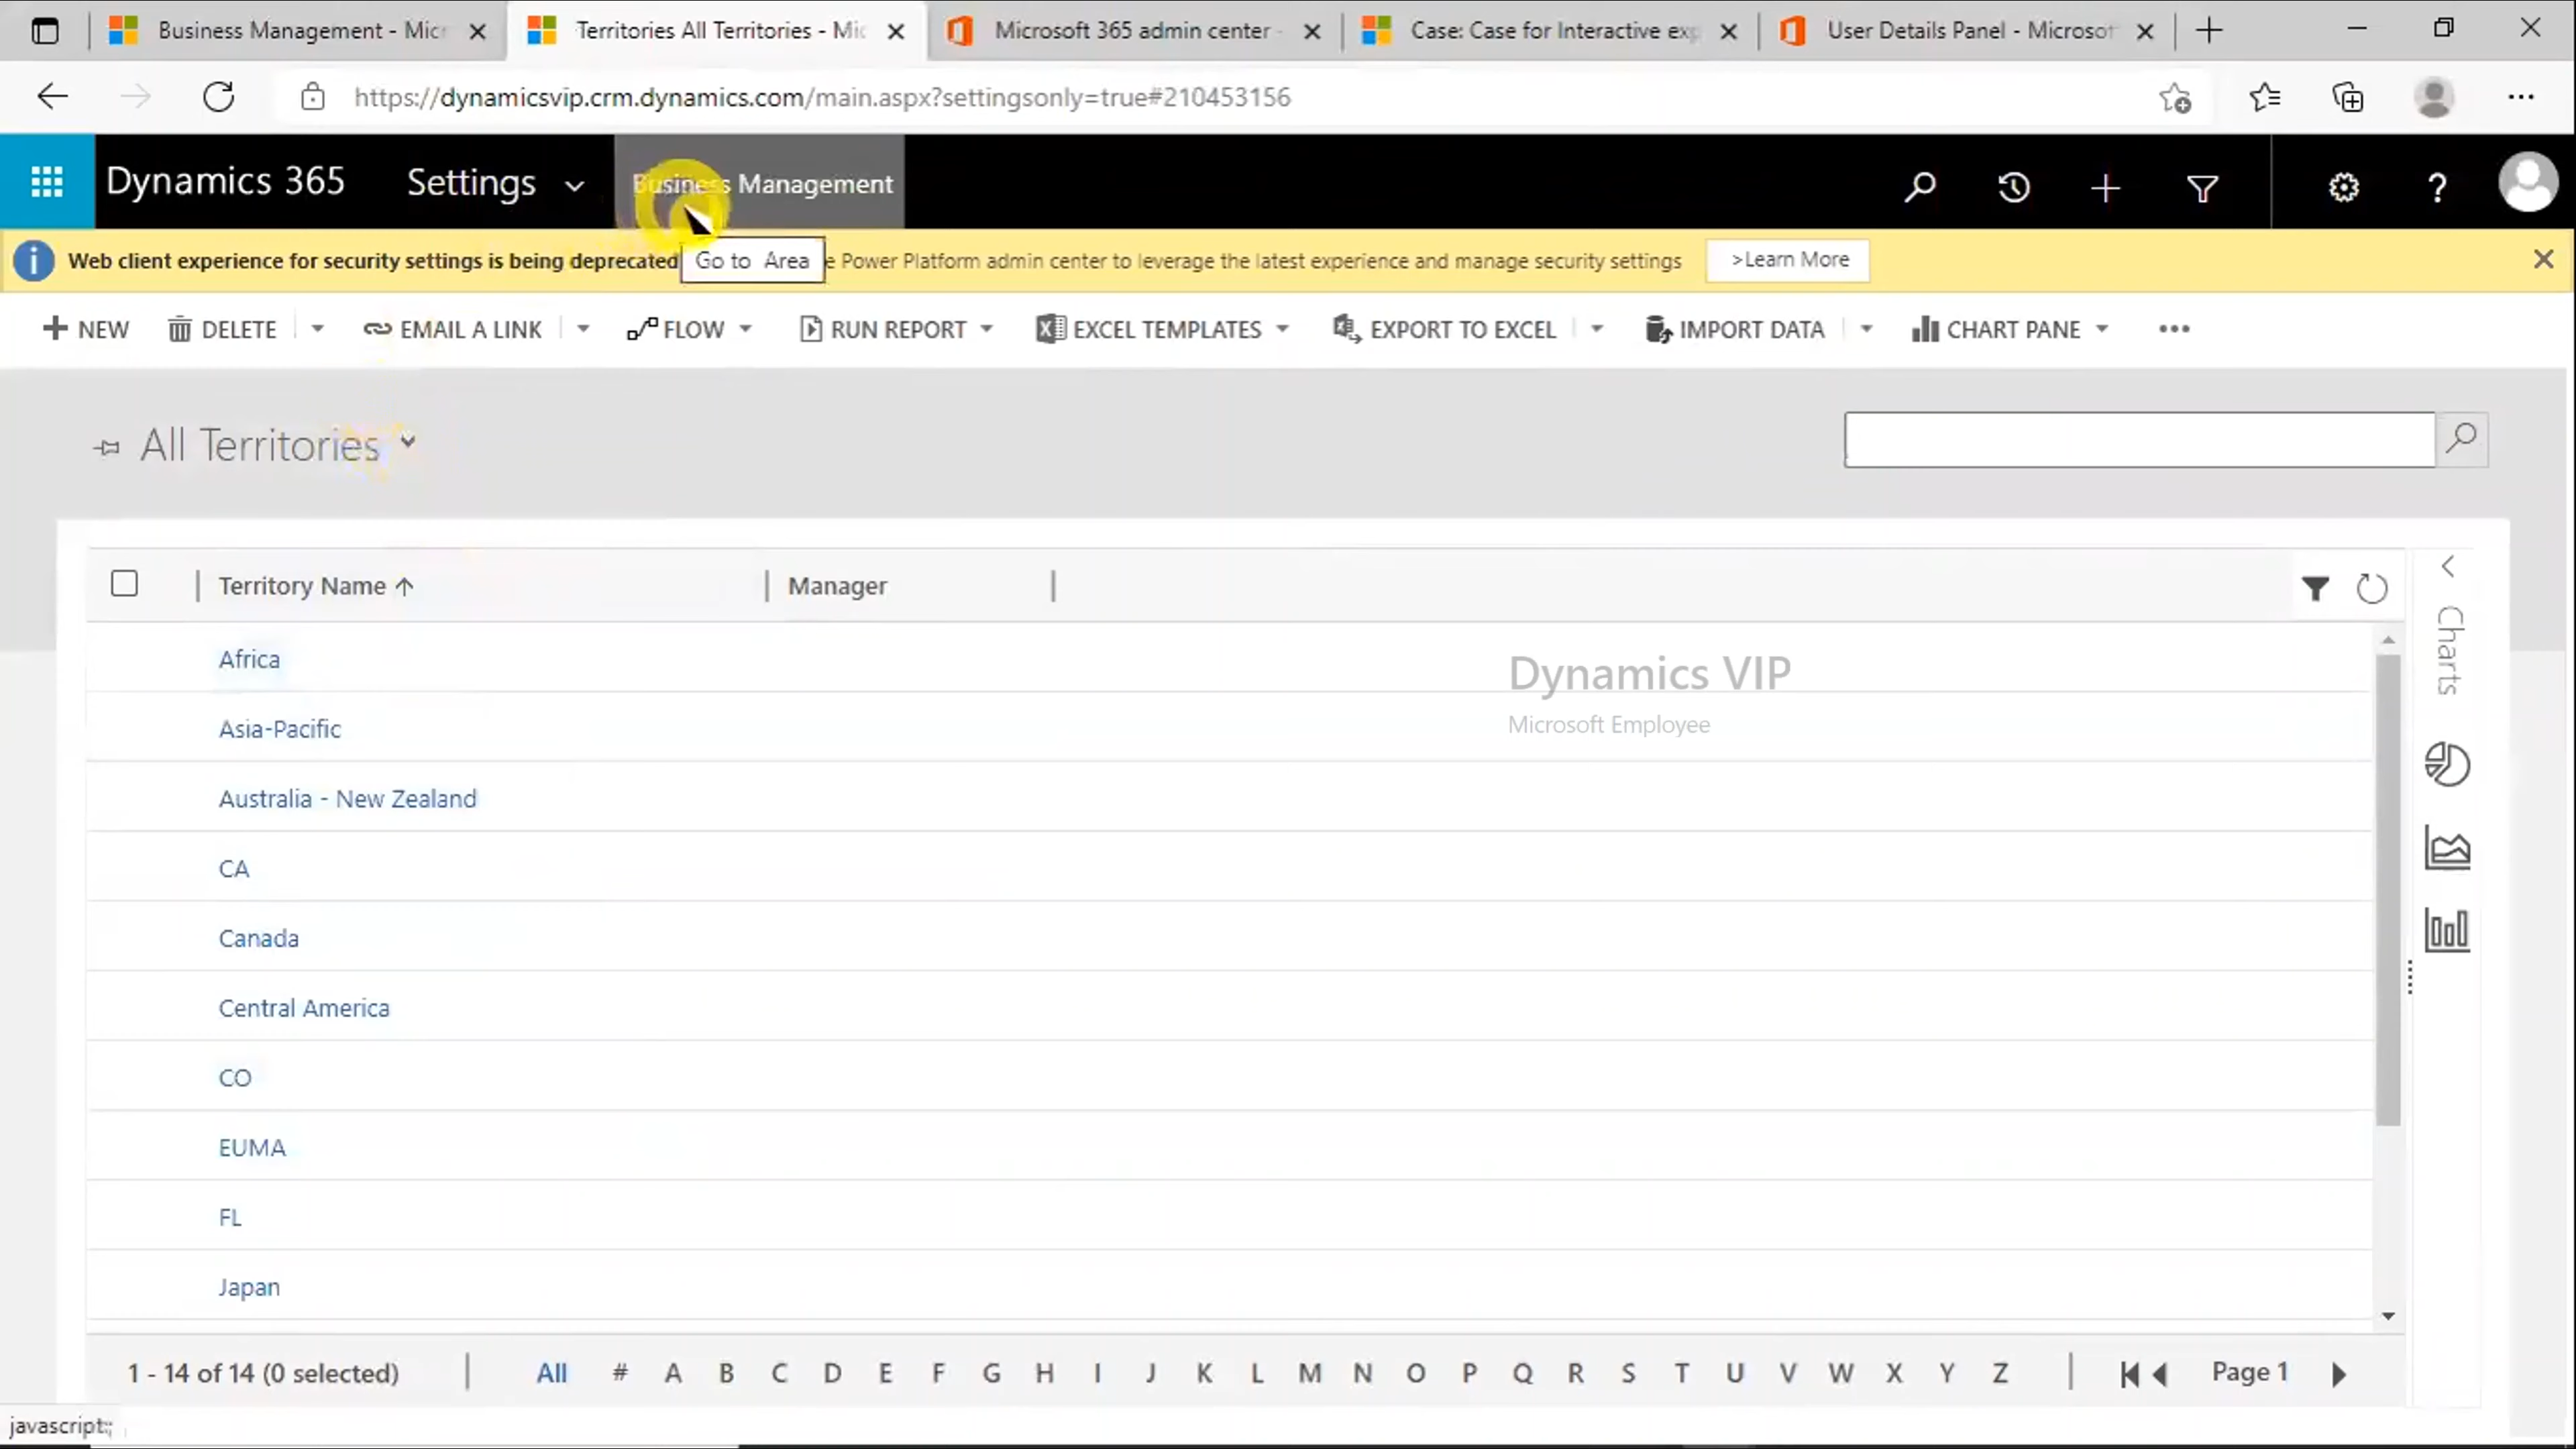 Business Management - Micr
Territories All Territories - Mic
Microsoft 365 admin center -
Case: Case for Interactive exp
User Details Panel - Microsof
https://dynamicsvip.crm.dynamics.com/main.aspx?settingsonly=true#210453156
Dynamics 365
Settings
Business Management
Web client experience for security settings is being deprecated
Go to Area
e Power Platform admin center to leverage the latest experience and manage security settings
>Learn More
NEW
DELETE
EMAIL A LINK
FLOW
RUN REPORT
EXCEL TEMPLATES
EXPORT TO EXCEL
IMPORT DATA
CHART PANE
All Territories
Territory Name
Manager
Charts
Africa
Dynamics VIP
Microsoft Employee
Asia-Pacific
Australia - New Zealand
CA
Canada
Central America
CO
EUMA
FL
Japan
1 - 14 of 14 (0 selected)
All # A B C D E F G H I J K L M N O P Q R S T U V W X Y Z
Page 1
javascript:;